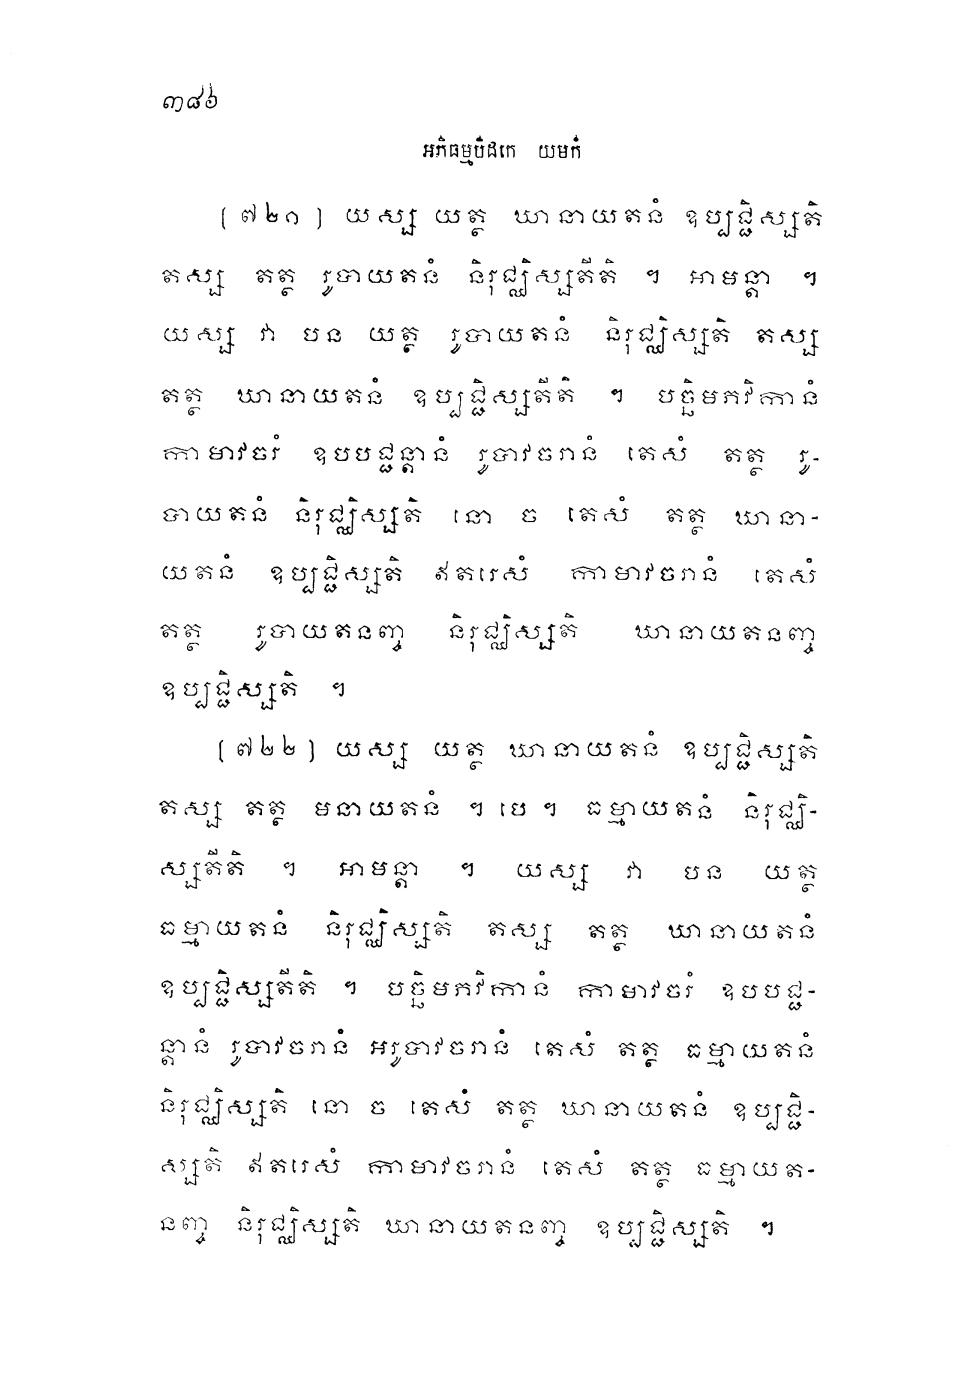 ៣៨៦
អភិធម្មបិដកេ យមកំ
(៧២១) យស្ស យត្ថ ឃានាយតនំ ឧប្បជ្ជិស្សតិ
តស្ស តត្ថ រូបាយតនំ និរុជ្ឈិស្សតីតិ ។ អាមន្តា ។
យស្ស វា បន យត្ថ រូបាយតនំ និរុជ្ឈិស្សតិ តស្ស
តត្ថ ឃានាយតនំ ឧប្បជ្ជិស្សតីតិ ។ បច្ឆិមភវិកានំ
កាមាវចរំ ឧបបជ្ជន្តានំ រូបាវចរានំ តេសំ តត្ថ រូ-
បាយតនំ និរុជ្ឈិស្សតិ នោ ច តេសំ តត្ថ ឃានា-
យតនំ ឧប្បជ្ជិស្សតិ ឥតរេសំ កាមាវចរានំ តេសំ
តត្ថ រូបាយតនញ្ច និរុជ្ឈិស្សតិ ឃានាយតនញ្ច
ឧប្បជ្ជិស្សតិ ។
(៧២២) យស្ស យត្ថ ឃានាយតនំ ឧប្បជ្ជិស្សតិ
តស្ស តត្ថ មនាយតនំ ។ បេ ។ ធម្មាយតនំ និរុជ្ឈិ-
ស្សតីតិ ។ អាមន្តា ។ យស្ស វា បន យត្ថ
ធម្មាយតនំ និរុជ្ឈិស្សតិ តស្ស តត្ថ ឃានាយតនំ
ឧប្បជ្ជិស្សតីតិ ។ បច្ឆិមភវិកានំ កាមាវចរំ ឧបបជ្ជ-
ន្តានំ រូបាវចរានំ អរូបាវចរានំ តេសំ តត្ថ ធម្មាយតនំ
និរុជ្ឈិស្សតិ នោ ច តេសំ តត្ថ ឃានាយតនំ ឧប្បជ្ជិ-
ស្សតិ ឥតរេសំ កាមាវចរានំ តេសំ តត្ថ ធម្មាយត-
នញ្ច និរុជ្ឈិស្សតិ ឃានាយតនញ្ច ឧប្បជ្ជិស្សតិ ។